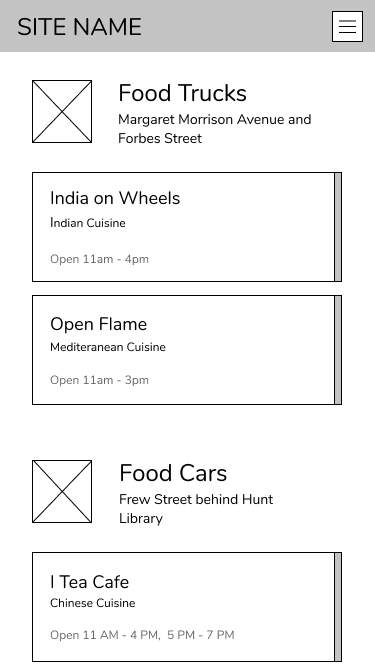 SITE NAME
Food Trucks
Margaret Morrison Avenue and
Forbes Street
India on Wheels
Indian Cuisine
Open 11am - 4pm
Open Flame
Mediteranean Cuisine
Open 11am - 3pm
Food Cars
Frew Street behind Hunt
Library
I Tea Cafe
Chinese Cuisine
Open 11 AM - 4 PM,  5 PM - 7 PM